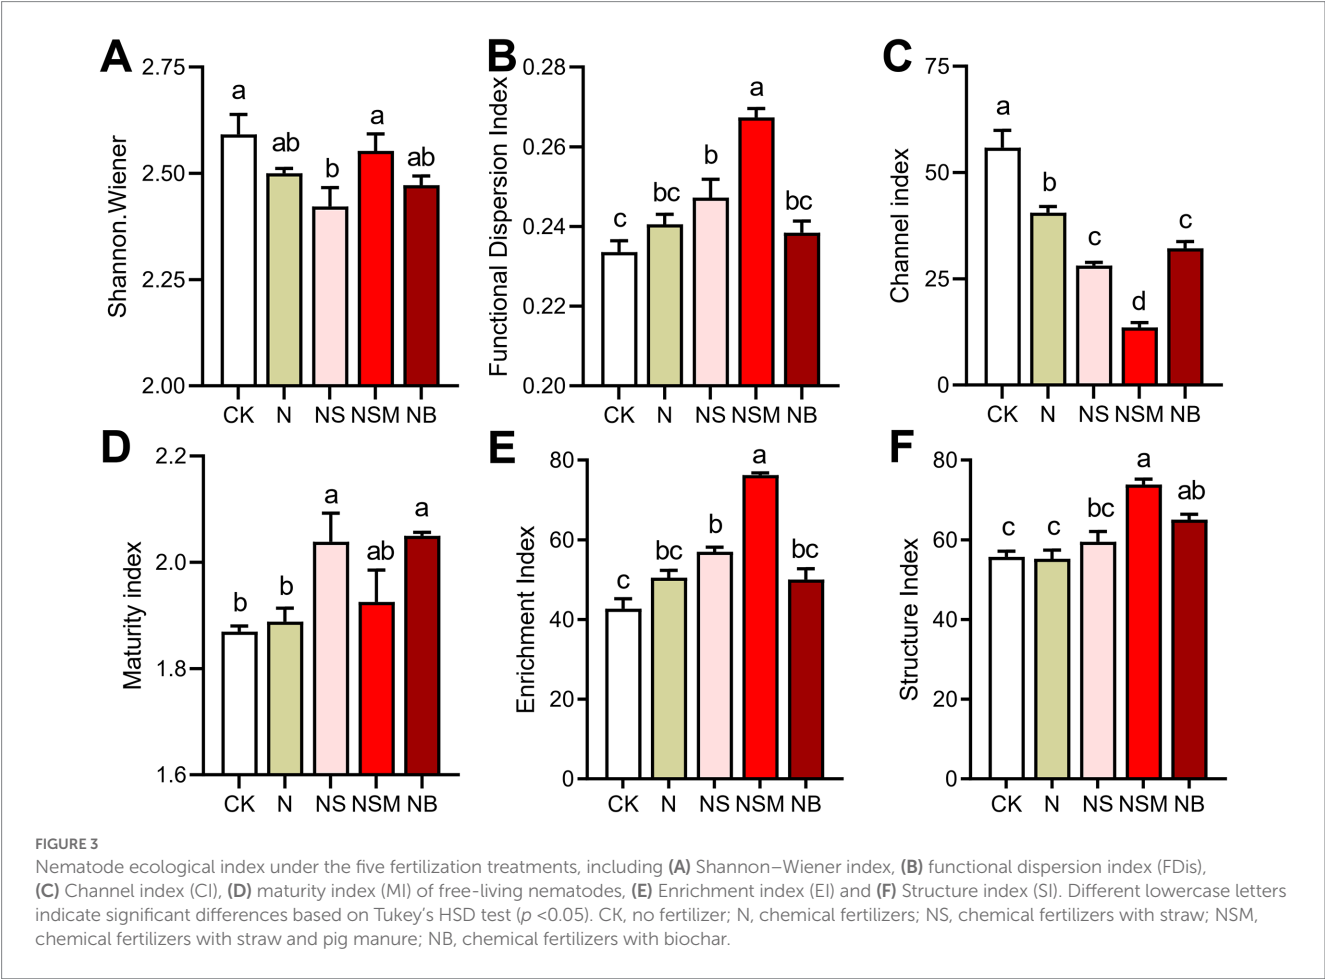 A
2.75
2.50
2.25
2.00
Shannon.Wiener
a
ab
b
a
ab
CK N NS NSM NB
B
0.28
0.26
0.24
0.22
0.20
Functional Dispersion Index
c
bc
b
a
bc
CK N NS NSM NB
C
75
50
25
0
Channel index
a
b
c
d
c
CK N NS NSM NB
D
2.2
2.0
1.8
1.6
Maturity index
b
b
a
ab
a
CK N NS NSM NB
E
80
60
40
20
0
Enrichment Index
c
bc
b
a
bc
CK N NS NSM NB
F
80
60
40
20
0
Structure Index
c
c
bc
a
ab
CK N NS NSM NB
FIGURE 3
Nematode ecological index under the five fertilization treatments, including (A) Shannon–Wiener index, (B) functional dispersion index (FDis),
(C) Channel index (CI), (D) maturity index (MI) of free-living nematodes, (E) Enrichment index (EI) and (F) Structure index (SI). Different lowercase letters
indicate significant differences based on Tukey's HSD test (p <0.05). CK, no fertilizer; N, chemical fertilizers; NS, chemical fertilizers with straw; NSM,
chemical fertilizers with straw and pig manure; NB, chemical fertilizers with biochar.